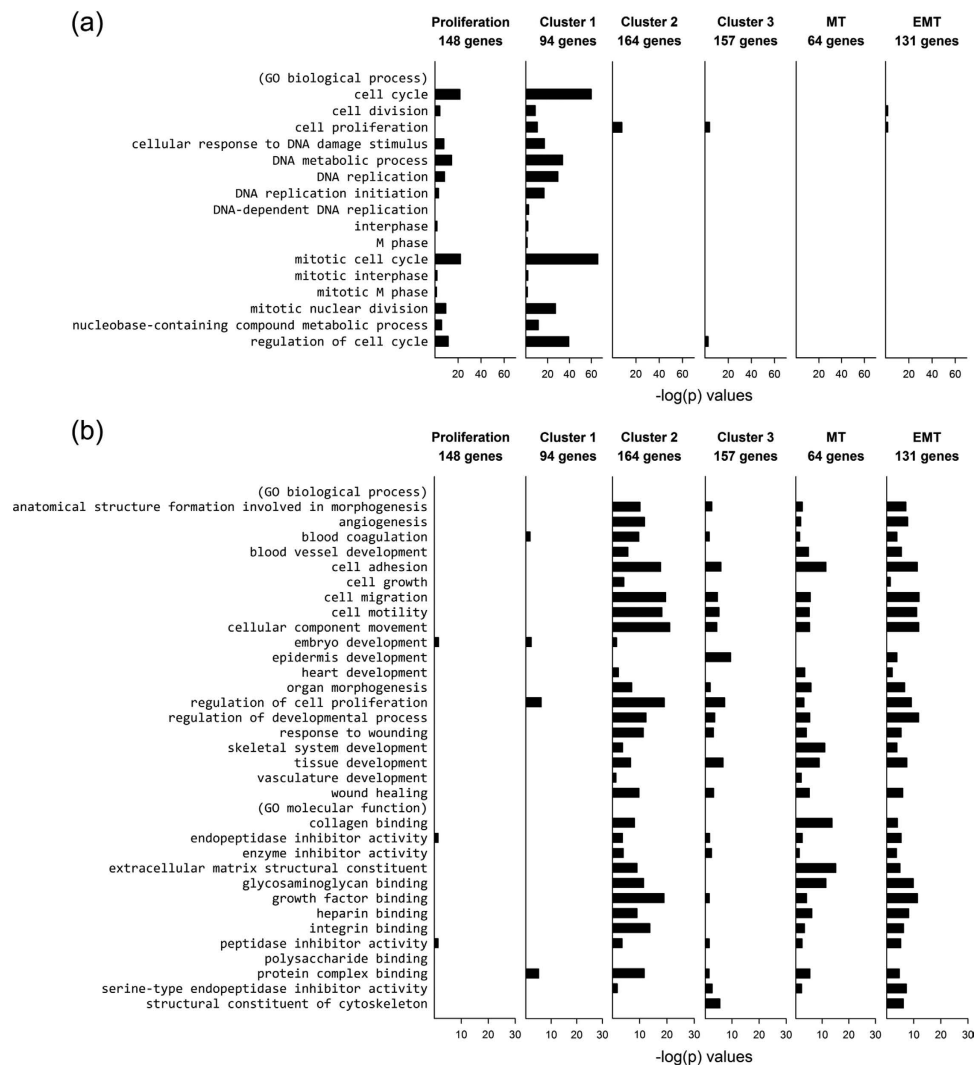 (a)
Proliferation Cluster 1 Cluster 2 Cluster 3 MT EMT
148 genes 94 genes 164 genes 157 genes 64 genes 131 genes
(GO biological process)
cell cycle
cell division
cell proliferation
cellular response to DNA damage stimulus
DNA metabolic process
DNA replication
DNA replication initiation
DNA-dependent DNA replication
interphase
M phase
mitotic cell cycle
mitotic interphase
mitotic M phase
mitotic nuclear division
nucleobase-containing compound metabolic process
regulation of cell cycle
20 40 60 20 40 60 20 40 60 20 40 60 20 40 60 20 40 60
-log(p) values
(b)
Proliferation Cluster 1 Cluster 2 Cluster 3 MT EMT
148 genes 94 genes 164 genes 157 genes 64 genes 131 genes
(GO biological process)
anatomical structure formation involved in morphogenesis
angiogenesis
blood coagulation
blood vessel development
cell adhesion
cell growth
cell migration
cell motility
cellular component movement
embryo development
epidermis development
heart development
organ morphogenesis
regulation of cell proliferation
regulation of developmental process
response to wounding
skeletal system development
tissue development
vasculature development
wound healing
(GO molecular function)
collagen binding
endopeptidase inhibitor activity
enzyme inhibitor activity
extracellular matrix structural constituent
glycosaminoglycan binding
growth factor binding
heparin binding
integrin binding
peptidase inhibitor activity
polysaccharide binding
protein complex binding
serine-type endopeptidase inhibitor activity
structural constituent of cytoskeleton
10 20 30 10 20 30 10 20 30 10 20 30 10 20 30 10 20 30
-log(p) values